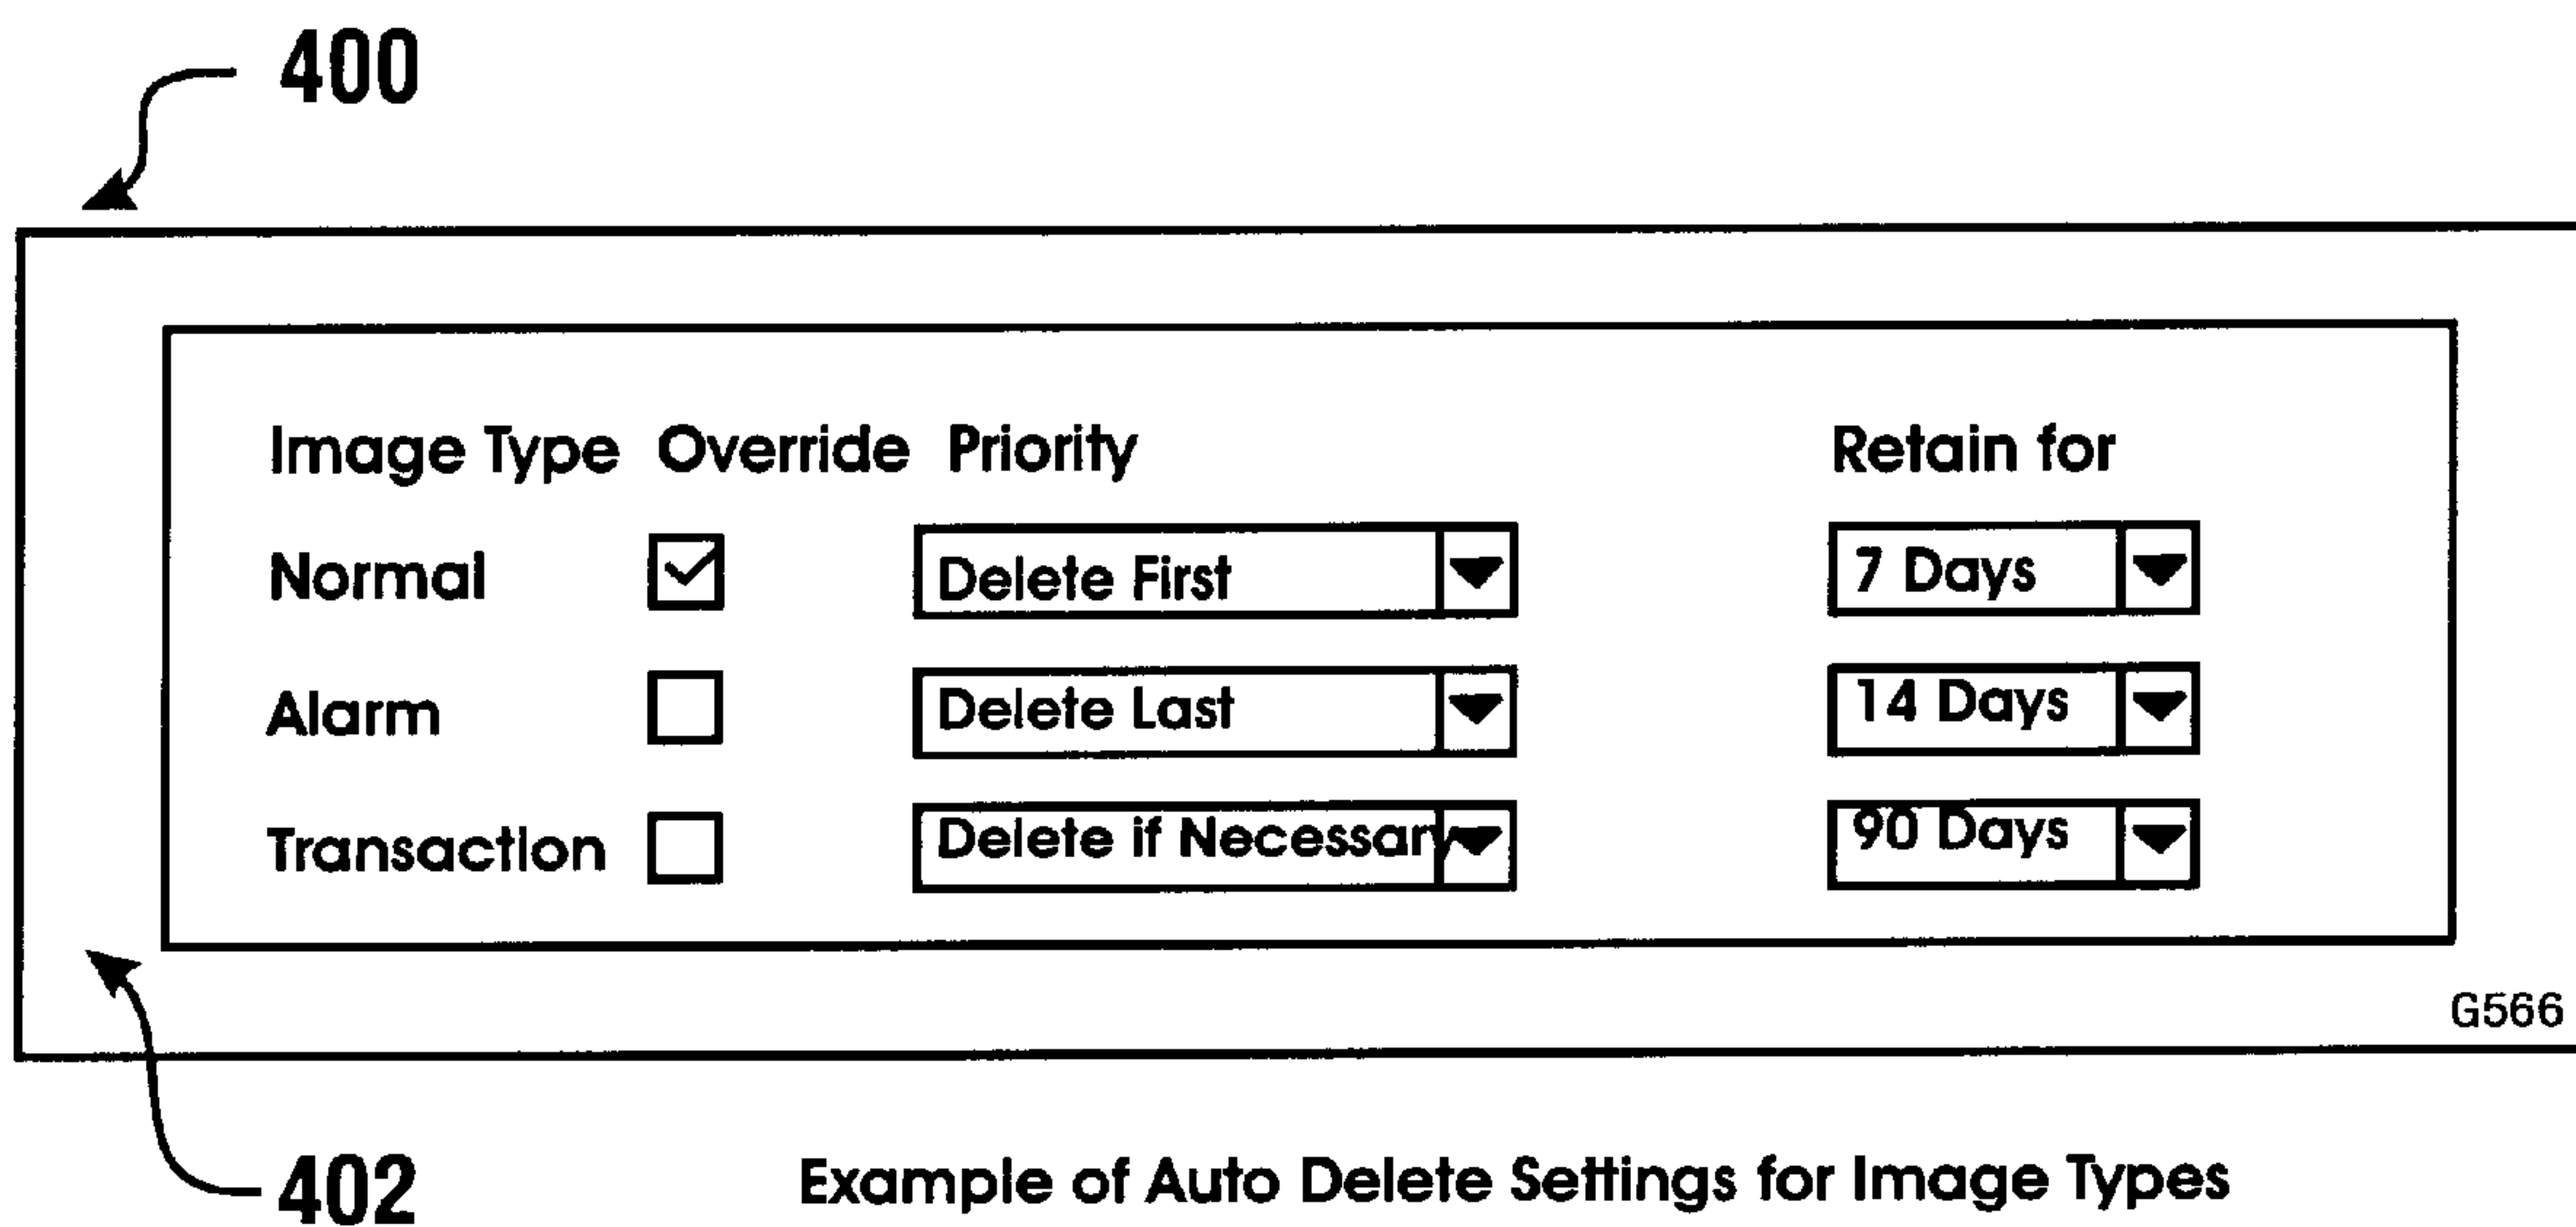 400
Image Type Override Priority Retain for
Normal Delete First 7 Days
Alarm Delete Last 14 Days
Transaction Delete if Necessary 90 Days
G566
402
Example of Auto Delete Settings for Image Types